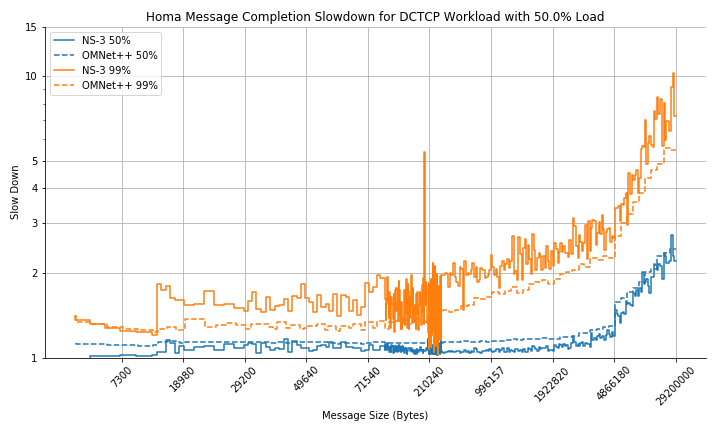 Homa Message Completion Slowdown for DCTCP Workload with 50.0% Load
NS-3 50%
OMNet++ 50%
NS-3 99%
OMNet++ 99%
15
10
5
4
3
2
1
Slow Down
7300
18980
29200
49640
71540
210240
996157
1922820
4866180
29200000
Message Size (Bytes)